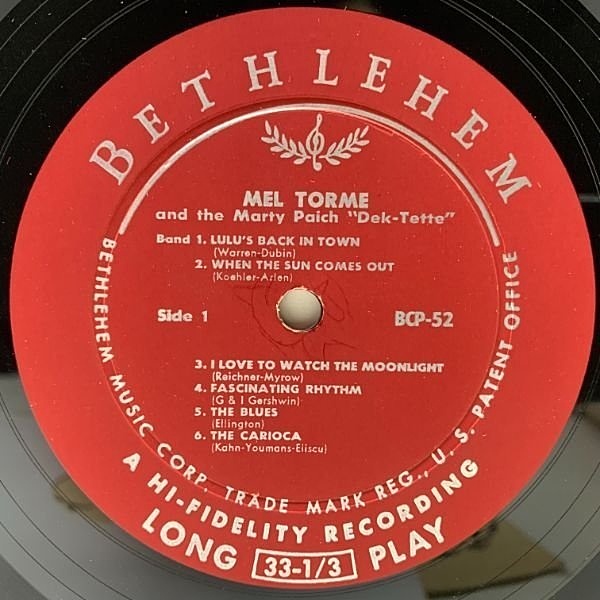 BETHLEHEM
MEL TORME
and the Marty Paich "Dek-Tette"
Band 1. LULU'S BACK IN TOWN
(Warren-Dubin)
2. WHEN THE SUN COMES OUT
(Koehler-Arlen)
Side 1
BCP-52
3. I LOVE TO WATCH THE MOONLIGHT
(Reichner-Myrow)
4. FASCINATING RHYTHM
(G & I Gershwin)
5. THE BLUES
(Ellington)
6. THE CARIOCA
(Kahn-Youmans-Eliscu)
BETHLEHEM MUSIC CORP. TRADE MARK REG., U. S. PATENT OFFICE
A HI-FIDELITY RECORDING
LONG 33-1/3 PLAY